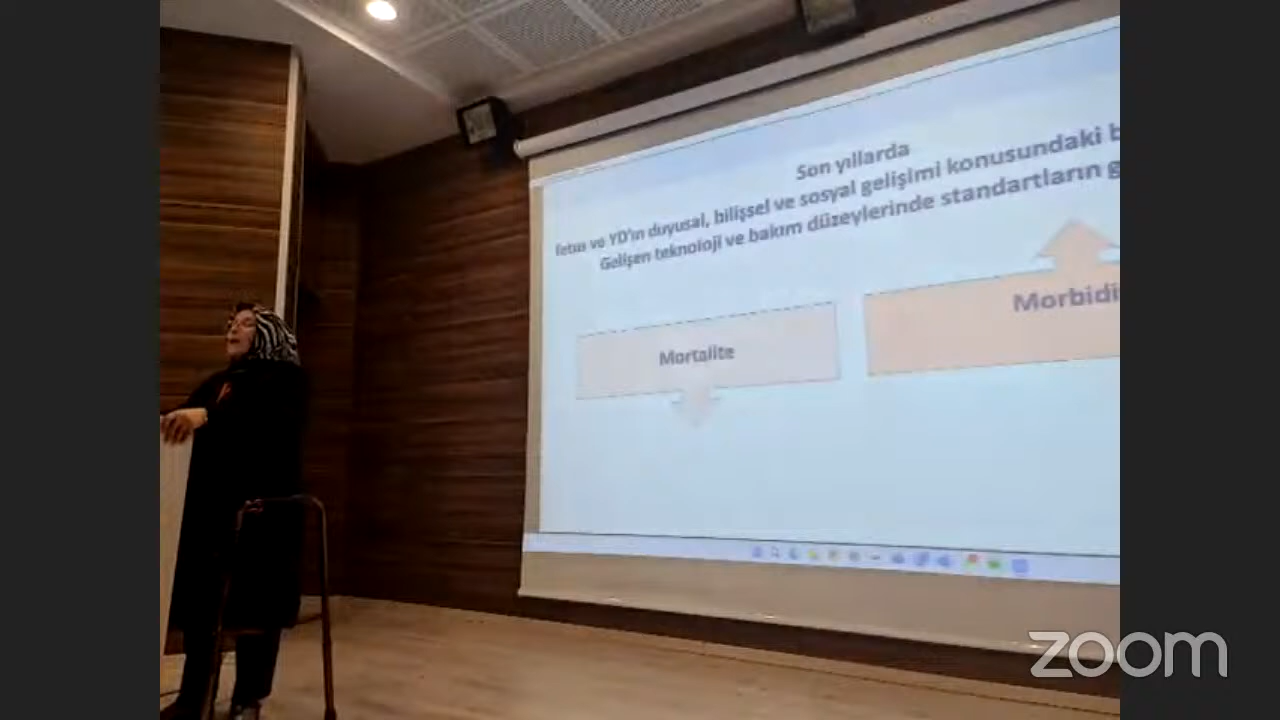 Son yıllarda
fetus ve YD'ın duyusal, bilişsel ve sosyal gelişimi konusundaki b
Gelişen teknoloji ve bakım düzeylerinde standartların g
Mortalite
Morbidi
zoom